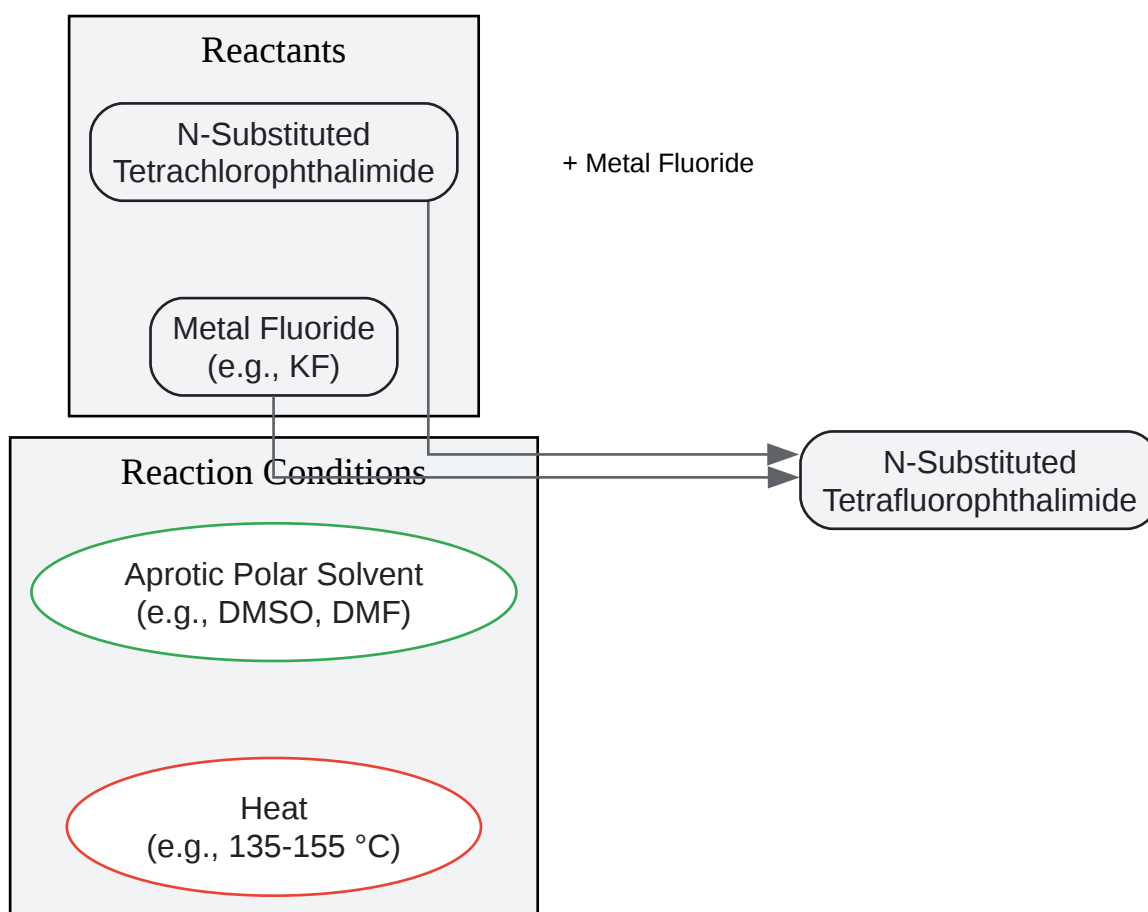 Reactants
N-Substituted
Tetrachlorophthalimide
+ Metal Fluoride
Metal Fluoride
(e.g., KF)
Reaction Conditions
N-Substituted
Tetrafluorophthalimide
Aprotic Polar Solvent
(e.g., DMSO, DMF)
Heat
(e.g., 135-155 °C)